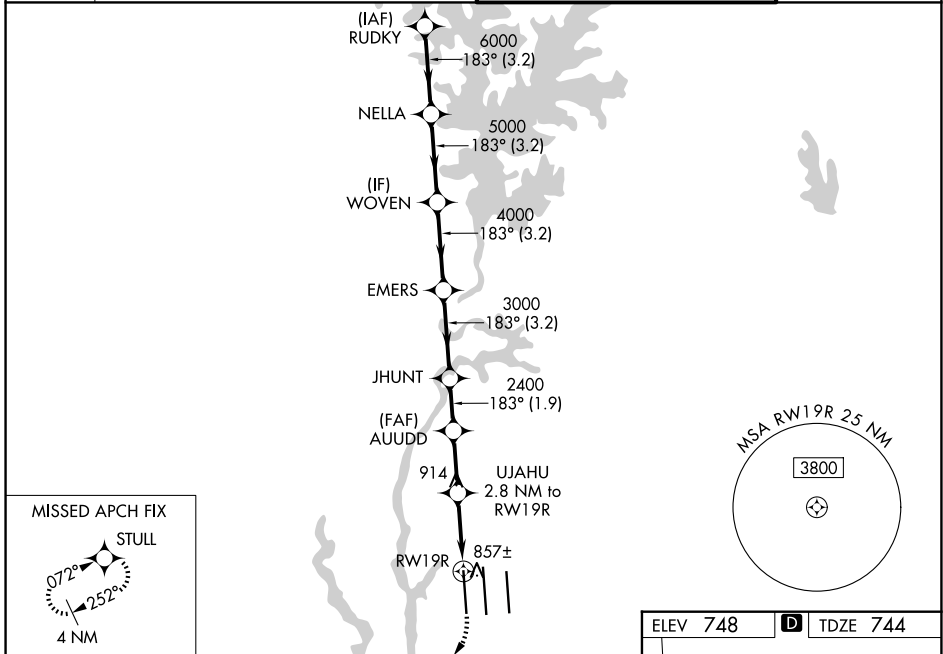 (IAF)
RUDKY
6000
183° (3.2)
NELLA
5000
183° (3.2)
(IF)
WOVEN
4000
183° (3.2)
EMERS
3000
183° (3.2)
JHUNT
2400
183° (1.9)
(FAF)
AUUDD
914
UJAHU
2.8 NM to
RW19R
RW19R
857±
MSA RW19R 25 NM
3800
MISSED APCH FIX
STULL
072°
252°
4 NM
ELEV 748 D TDZE 744